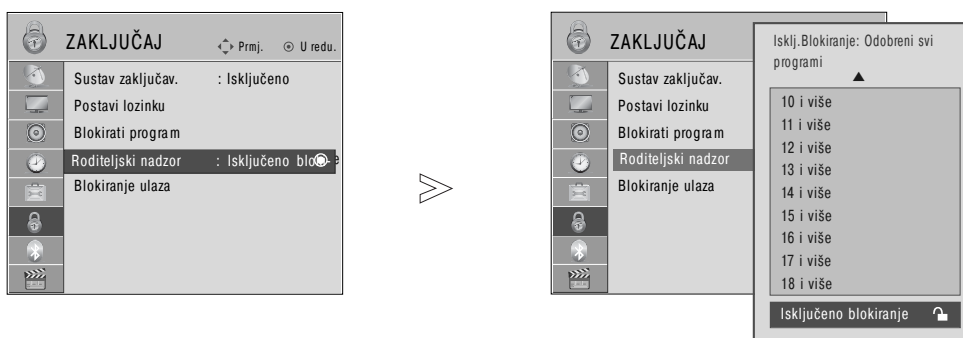 ZAKLJUČAJ Prmj. U redu.
Sustav zaključav. : Isključeno
Postavi lozinku
Blokirati program
Roditeljski nadzor : Isključeno
Blokiranje ulaza
ZAKLJUČAJ
Sustav zaključav.
Postavi lozinku
Blokirati program
Roditeljski nadzor
Blokiranje ulaza
Isklj.Blokiranje: Odobreni svi
programi
10 i više
11 i više
12 i više
13 i više
14 i više
15 i više
16 i više
17 i više
18 i više
Isključeno blokiranje